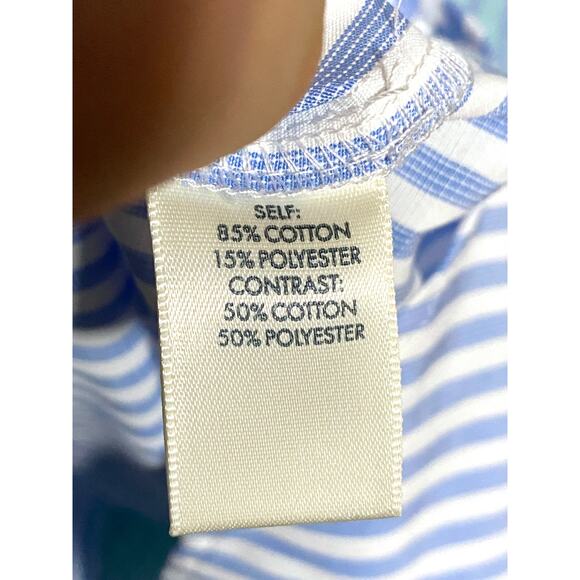 SELF:
85% COTTON
15% POLYESTER
CONTRAST:
50% COTTON
50% POLYESTER